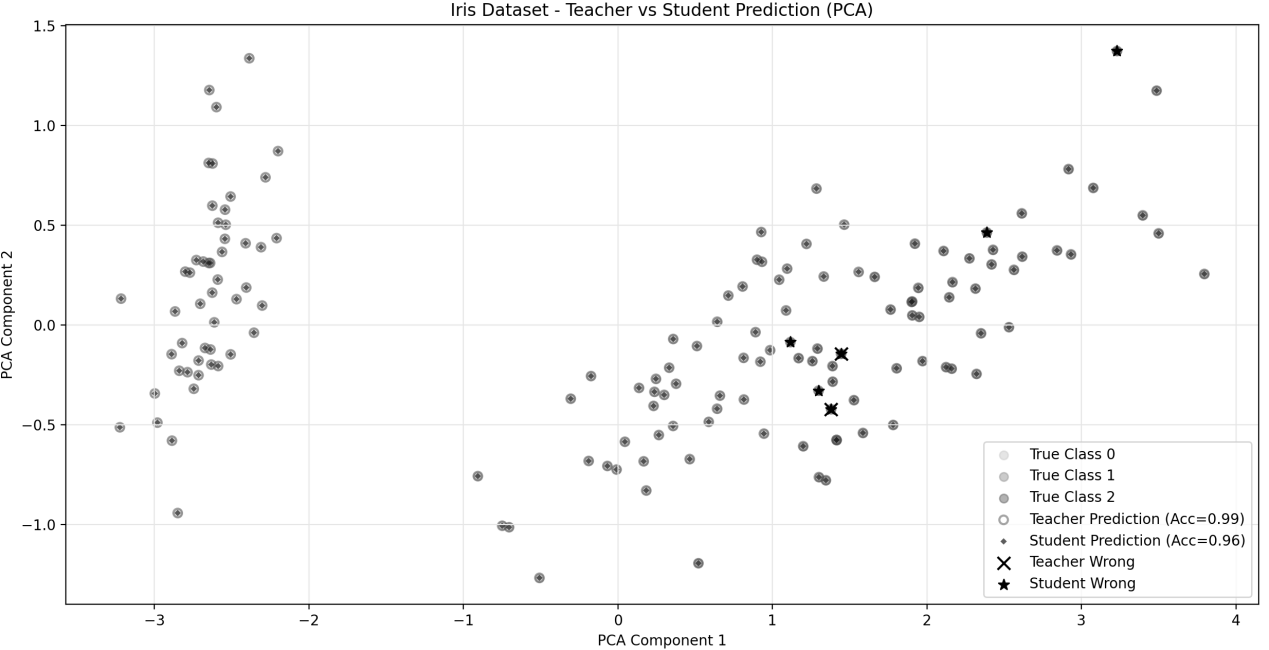 Iris Dataset - Teacher vs Student Prediction (PCA)
1.5
1.0
0.5
0.0
−0.5
−1.0
PCA Component 2
True Class 0
True Class 1
True Class 2
Teacher Prediction (Acc=0.99)
Student Prediction (Acc=0.96)
Teacher Wrong
Student Wrong
−3 −2 −1 0 1 2 3 4
PCA Component 1